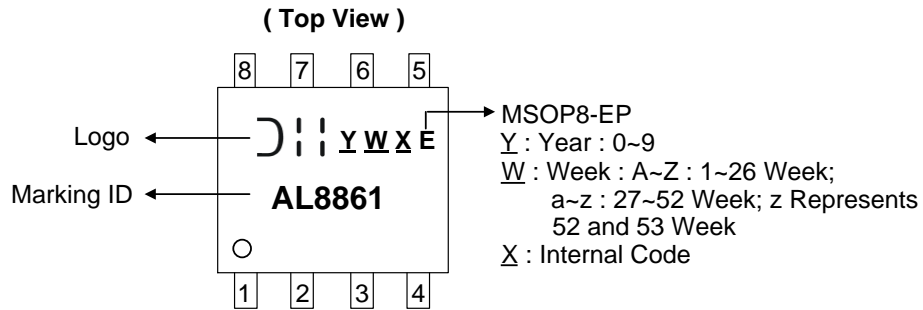 ( Top View )
8 7 6 5
Logo
Y W X E
Marking ID
AL8861
MSOP8-EP
Y : Year : 0~9
W : Week : A~Z : 1~26 Week;
a~z : 27~52 Week; z Represents
52 and 53 Week
X : Internal Code
1 2 3 4